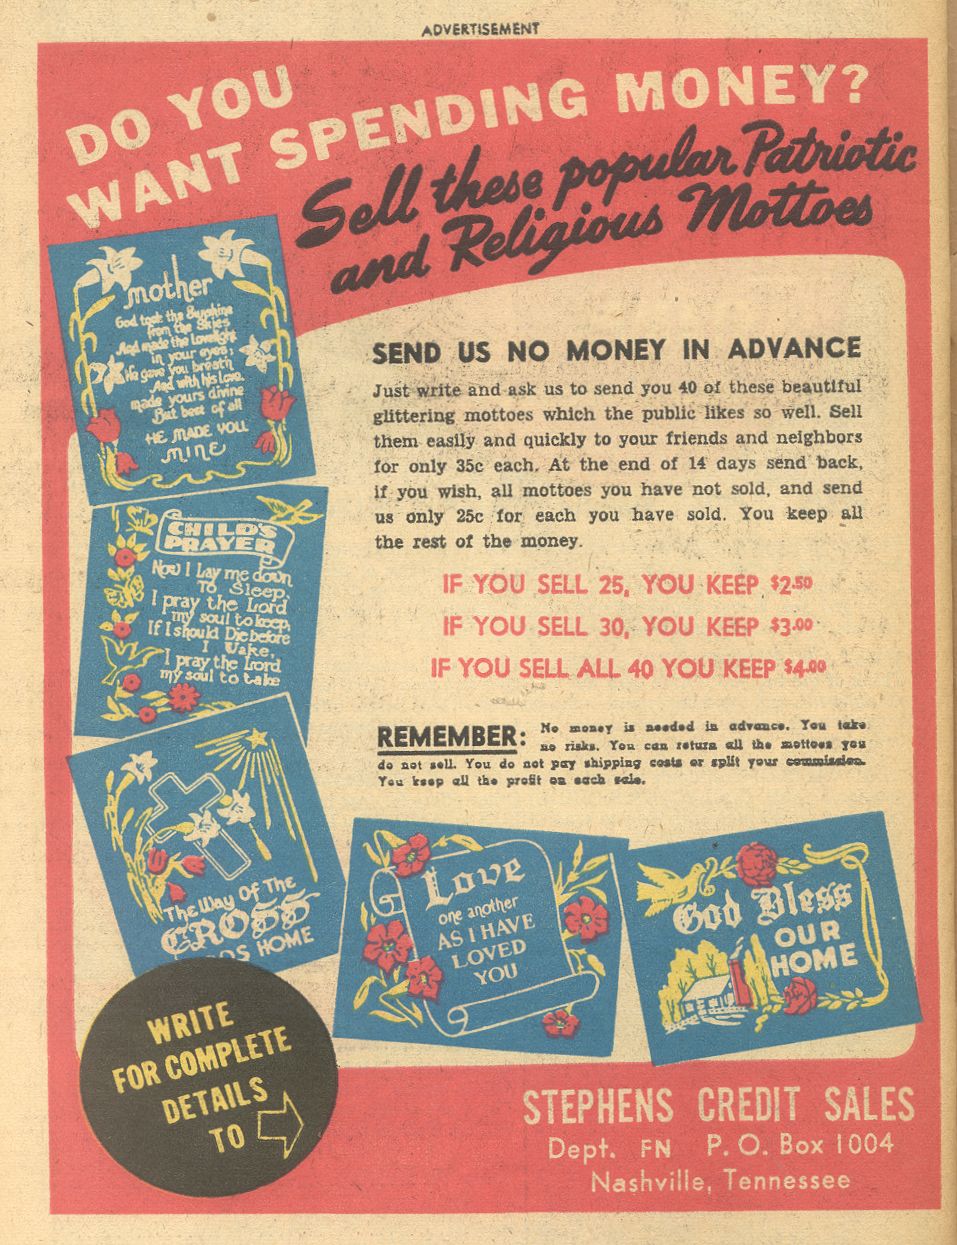 ADVERTISEMENT
DO YOU
WANT SPENDING MONEY?
Sell these popular Patriotic
and Religious Mottoes
mother
God took the Sunshine
from the Skies
And made the Lovelight
in your eyes;
He gave you breath
And with his Love.
made yours divine
But best of all
HE MADE YOU
MINE
SEND US NO MONEY IN ADVANCE
Just write and ask us to send you 40 of these beautiful
glittering mottoes which the public likes so well. Sell
them easily and quickly to your friends and neighbors
for only 35c each. At the end of 14 days send back,
if you wish, all mottoes you have not sold, and send
us only 25c for each you have sold. You keep all
the rest of the money.
IF YOU SELL 25, YOU KEEP $2.50
IF YOU SELL 30, YOU KEEP $3.00
IF YOU SELL ALL 40 YOU KEEP $4.00
CHILD'S
PRAYER
Now I Lay me down
To Sleep,
I pray the Lord
my soul to keep,
If I should Die before
I Wake,
I pray the Lord
my soul to take
REMEMBER: No money is needed in advance. You take
no risks. You can return all the mottoes you
do not sell. You do not pay shipping costs or split your commission.
You keep all the profit on each sale.
The Way Of The
CROSS
HOME
Love
one another
AS I HAVE
LOVED
YOU
God Bless
OUR
HOME
WRITE
FOR COMPLETE
DETAILS
TO
STEPHENS CREDIT SALES
Dept. FN P. O. Box 1004
Nashville, Tennessee